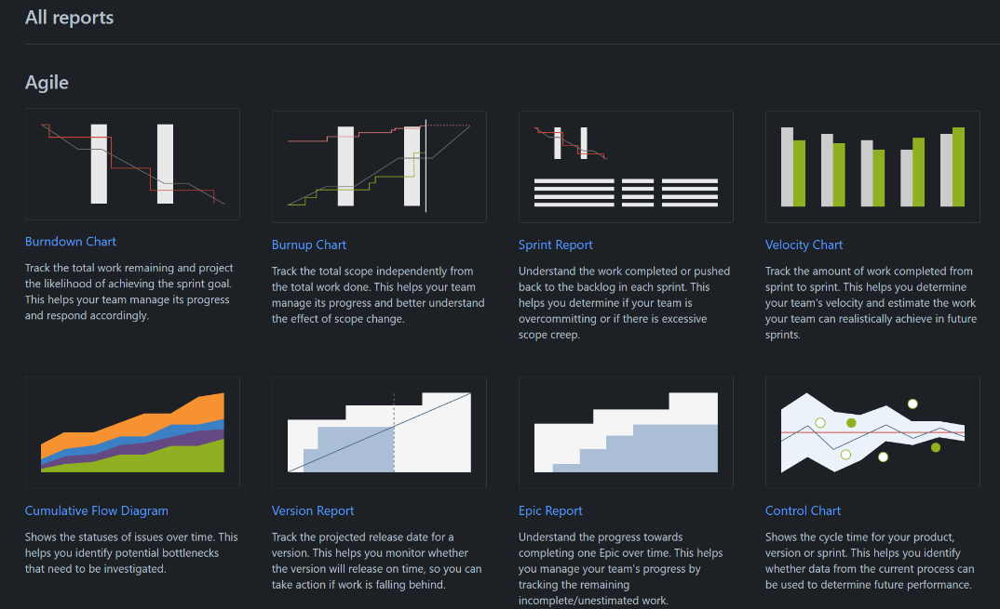 All reports
Agile
Burndown Chart
Track the total work remaining and project
the likelihood of achieving the sprint goal.
This helps your team manage its progress
and respond accordingly.
Burnup Chart
Track the total scope independently from
the total work done. This helps your team
manage its progress and better understand
the effect of scope change.
Sprint Report
Understand the work completed or pushed
back to the backlog in each sprint. This
helps you determine if your team is
overcommitting or if there is excessive
scope creep.
Velocity Chart
Track the amount of work completed from
sprint to sprint. This helps you determine
your team's velocity and estimate the work
your team can realistically achieve in future
sprints.
Cumulative Flow Diagram
Shows the statuses of issues over time. This
helps you identify potential bottlenecks
that need to be investigated.
Version Report
Track the projected release date for a
version. This helps you monitor whether
the version will release on time, so you can
take action if work is falling behind.
Epic Report
Understand the progress towards
completing one Epic over time. This helps
you manage your team's progress by
tracking the remaining
incomplete/unestimated work.
Control Chart
Shows the cycle time for your product,
version or sprint. This helps you identify
whether data from the current process can
be used to determine future performance.